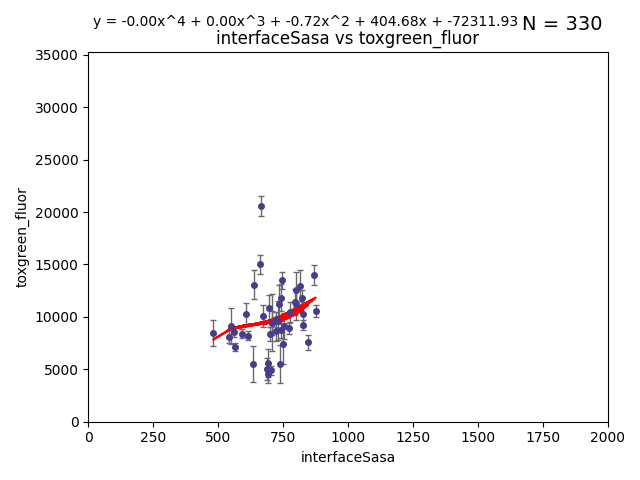 y = -0.00x^4 + 0.00x^3 + -0.72x^2 + 404.68x + -72311.93 N = 330
interfaceSasa vs toxgreen_fluor
35000
30000
25000
20000
15000
10000
5000
0
toxgreen_fluor
0 250 500 750 1000 1250 1500 1750 2000
interfaceSasa